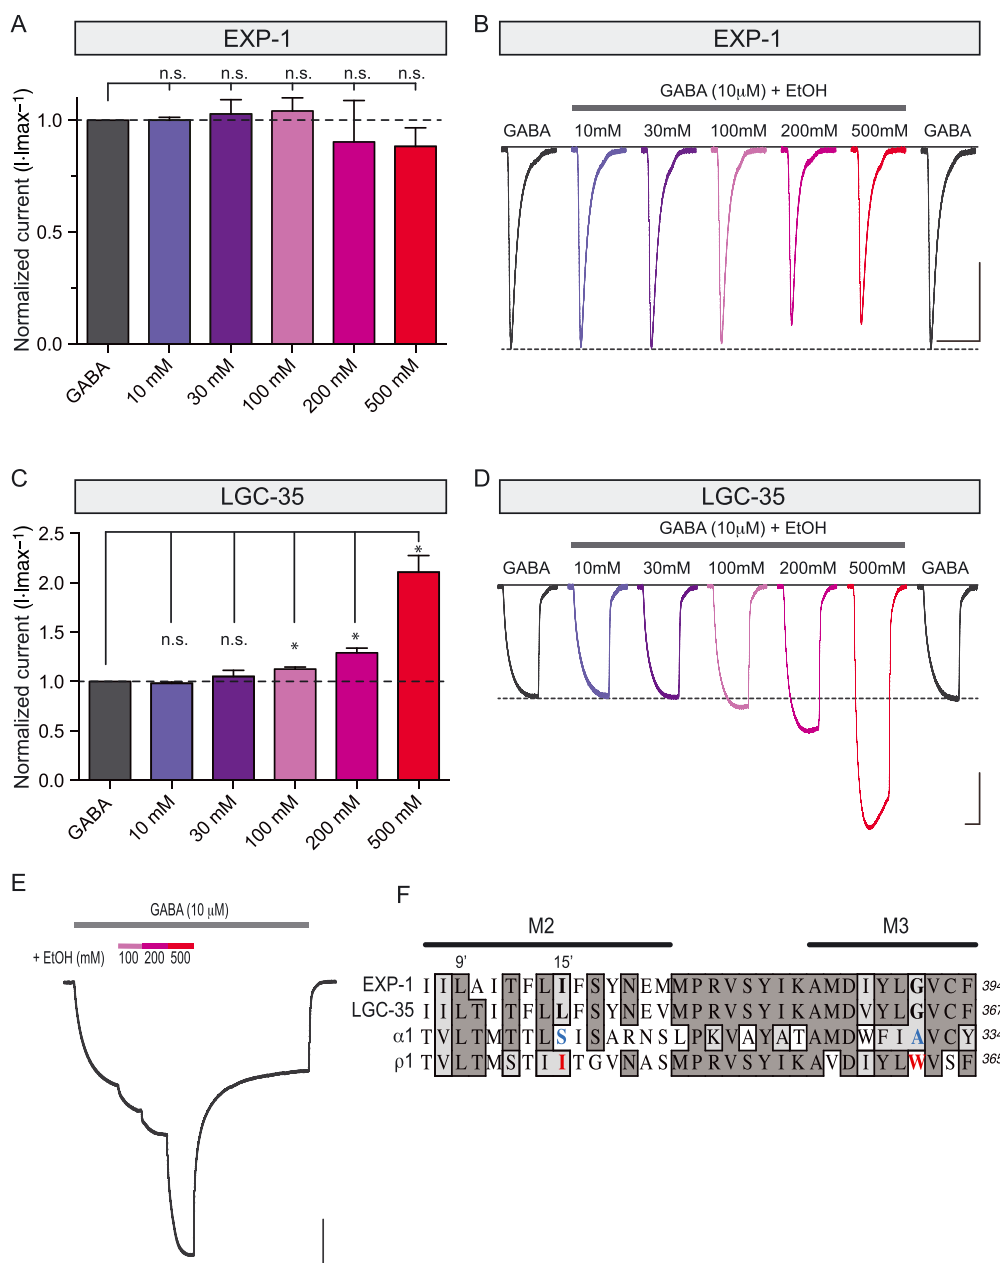 A
EXP-1
n.s. n.s. n.s. n.s. n.s.
Normalized current (I·Imax⁻¹)
1.0
0.5
0.0
GABA 10 mM 30 mM 100 mM 200 mM 500 mM
B
EXP-1
GABA (10µM) + EtOH
GABA 10mM 30mM 100mM 200mM 500mM GABA
C
LGC-35
Normalized current (I·Imax⁻¹)
2.5
2.0
1.5
1.0
0.5
0.0
n.s. n.s. * * *
GABA 10 mM 30 mM 100 mM 200 mM 500 mM
D
LGC-35
GABA (10µM) + EtOH
GABA 10mM 30mM 100mM 200mM 500mM GABA
E
GABA (10 µM)
+ EtOH (mM) 100 200 500
F
M2 M3
9' 15'
EXP-1 I I L A I T F L I F S Y N E M M P R V S Y I K A M D I Y L G V C F 394
LGC-35 I I L T I T F L L F S Y N E V M P R V S Y I K A M D V Y L G V C F 367
α1 T V L T M T T L S I S A R N S L P K V A Y A T A M D W F I A V C Y 334
ρ1 T V L T M S T I I T G V N A S M P R V S Y I K A V D I Y L W V S F 365